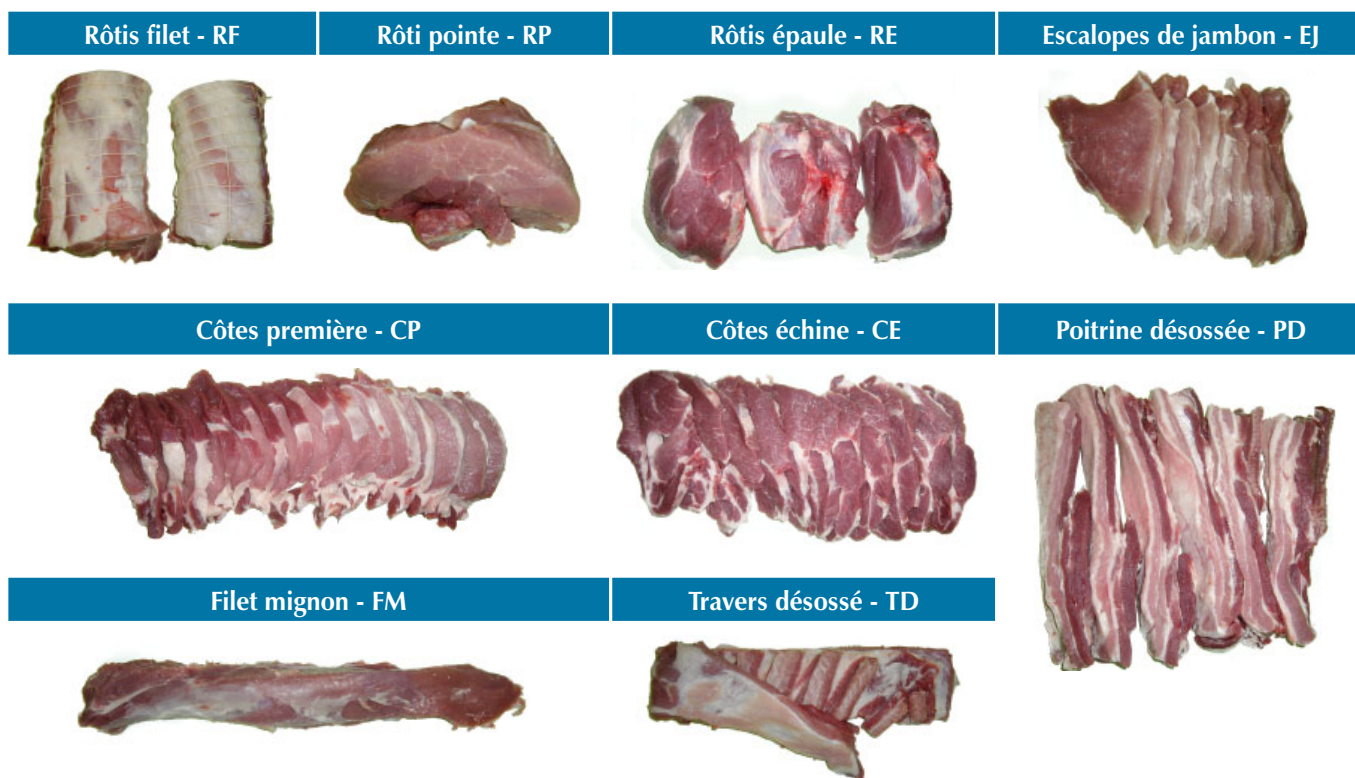 Rôtis filet - RF
Rôti pointe - RP
Rôtis épaule - RE
Escalopes de jambon - EJ
Côtes première - CP
Côtes échine - CE
Poitrine désossée - PD
Filet mignon - FM
Travers désossé - TD